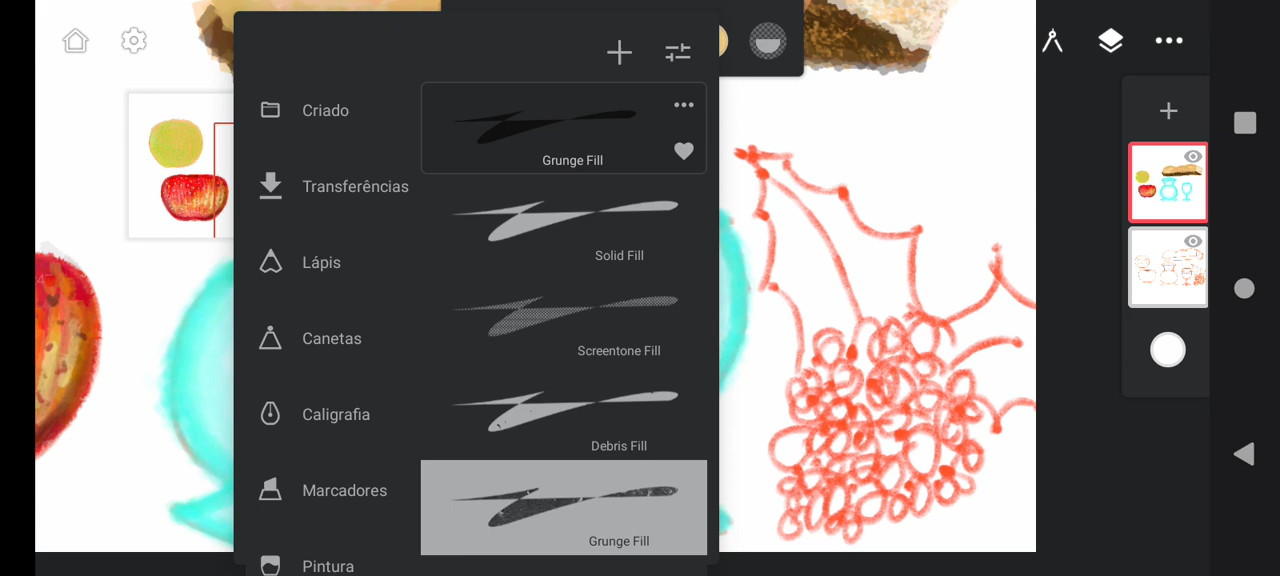 Criado
Transferências
Lápis
Canetas
Caligrafia
Marcadores
Pintura
Grunge Fill
Solid Fill
Screentone Fill
Debris Fill
Grunge Fill